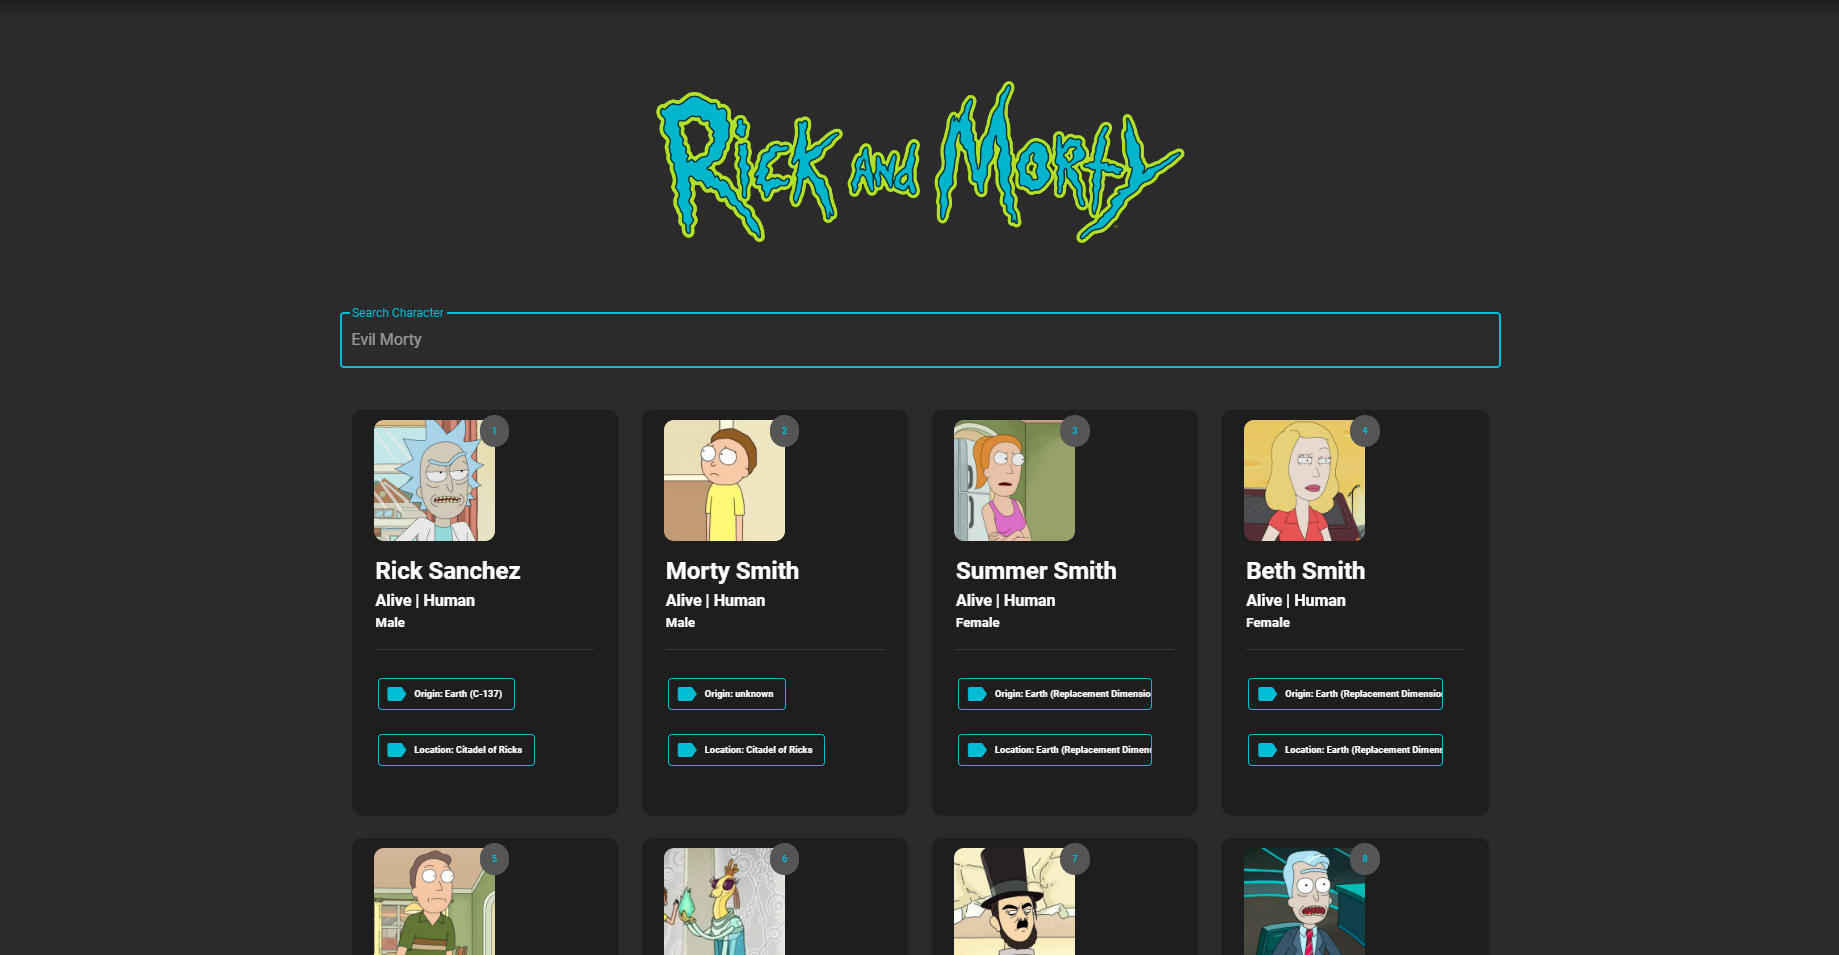 Rick and Morty
Search Character
Evil Morty
1
2
3
4
Rick Sanchez
Alive | Human
Male
Origin: Earth (C-137)
Location: Citadel of Ricks
Morty Smith
Alive | Human
Male
Origin: unknown
Location: Citadel of Ricks
Summer Smith
Alive | Human
Female
Origin: Earth (Replacement Dimensio
Location: Earth (Replacement Dimens
Beth Smith
Alive | Human
Female
Origin: Earth (Replacement Dimension
Location: Earth (Replacement Dimens
5
6
7
8